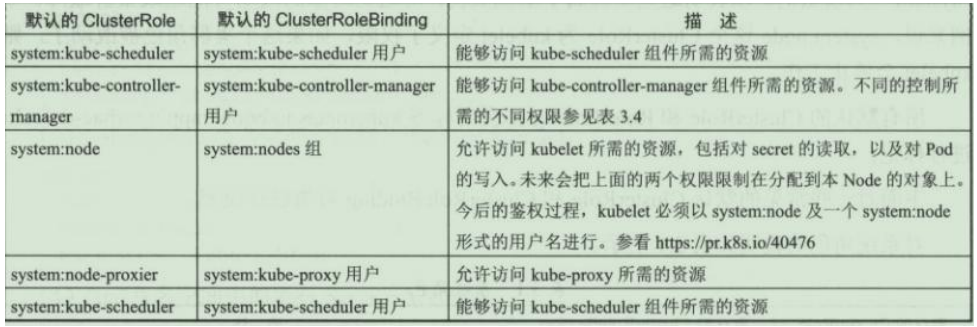 默认的 ClusterRole 默认的 ClusterRoleBinding 描 述
system:kube-scheduler system:kube-scheduler 用户 能够访问 kube-scheduler 组件所需的资源
system:kube-controller- system:kube-controller-manager 能够访问 kube-controller-manager 组件所需的资源。不同的控制所
manager 用户 需的不同权限参见表 3.4
system:node system:nodes 组 允许访问 kubelet 所需的资源，包括对 secret 的读取，以及对 Pod
的写入。未来会把上面的两个权限限制在分配到本 Node 的对象上。
今后的鉴权过程，kubelet 必须以 system:node 及一个 system:node
形式的用户名进行。参看 https://pr.k8s.io/40476
system:node-proxier system:kube-proxy 用户 允许访问 kube-proxy 所需的资源
system:kube-scheduler system:kube-scheduler 用户 能够访问 kube-scheduler 组件所需的资源